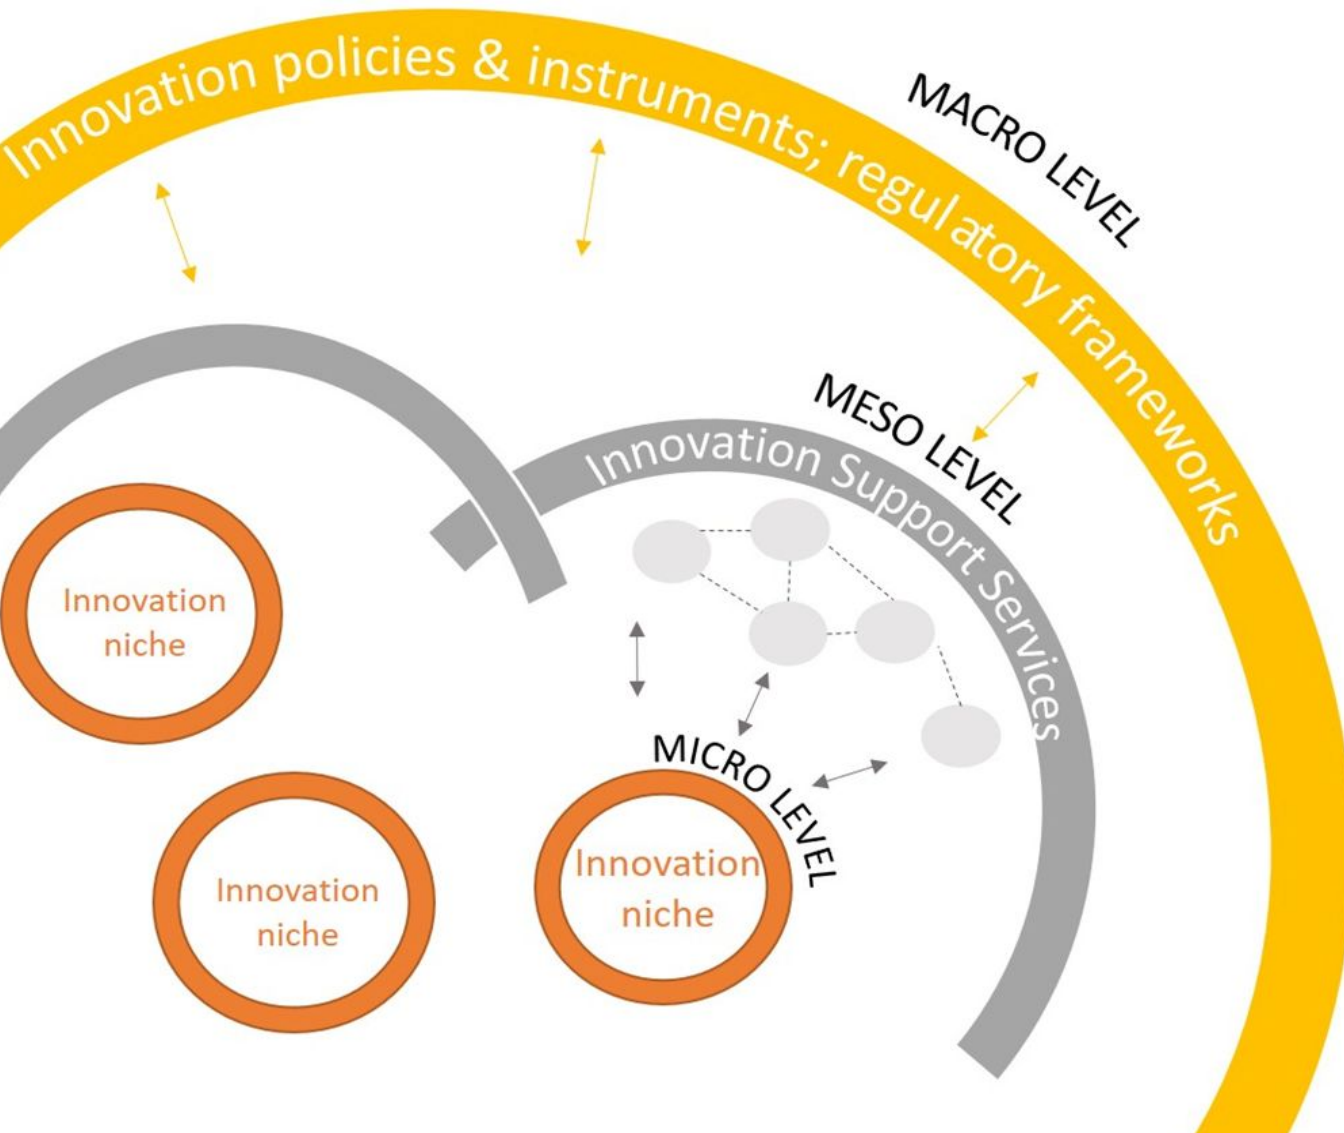 Innovation policies & instruments; regulatory frameworks
MACRO LEVEL
MESO LEVEL
Innovation Support Services
Innovation
niche
MICRO LEVEL
Innovation
niche
Innovation
niche